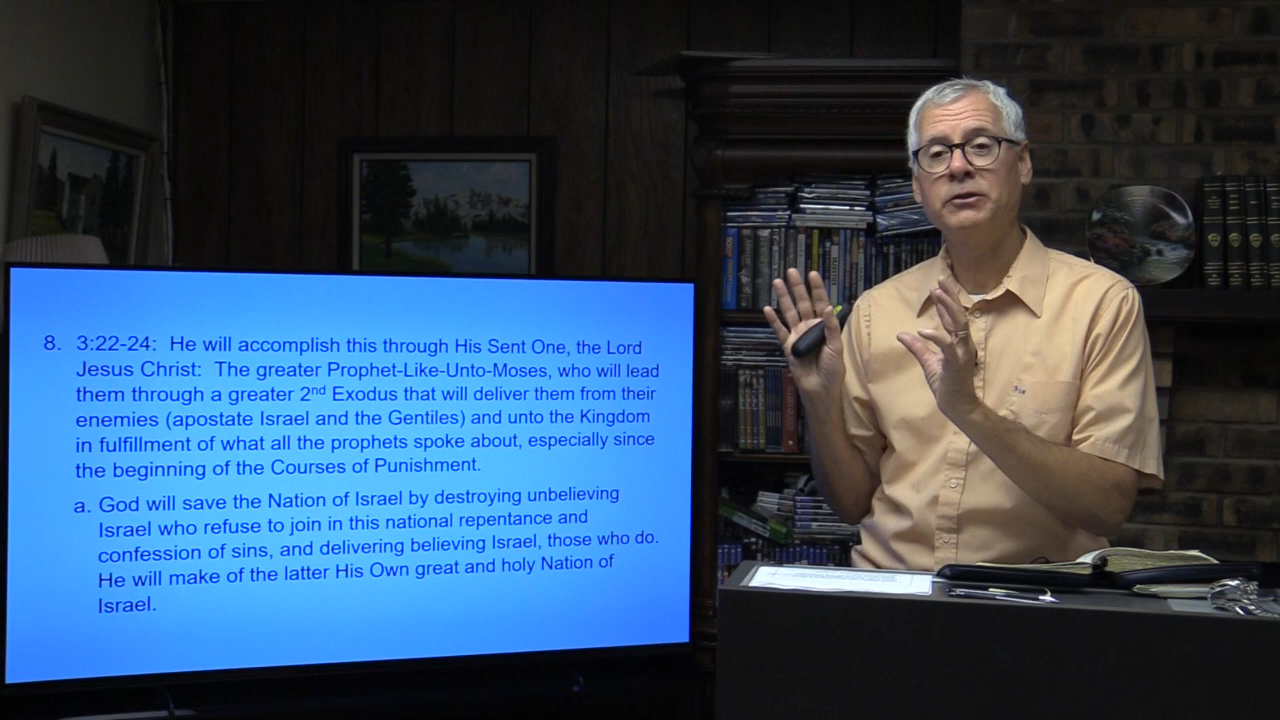 8. 3:22-24: He will accomplish this through His Sent One, the Lord
Jesus Christ: The greater Prophet-Like-Unto-Moses, who will lead
them through a greater 2nd Exodus that will deliver them from their
enemies (apostate Israel and the Gentiles) and unto the Kingdom
in fulfillment of what all the prophets spoke about, especially since
the beginning of the Courses of Punishment.
a. God will save the Nation of Israel by destroying unbelieving
Israel who refuse to join in this national repentance and
confession of sins, and delivering believing Israel, those who do.
He will make of the latter His Own great and holy Nation of
Israel.